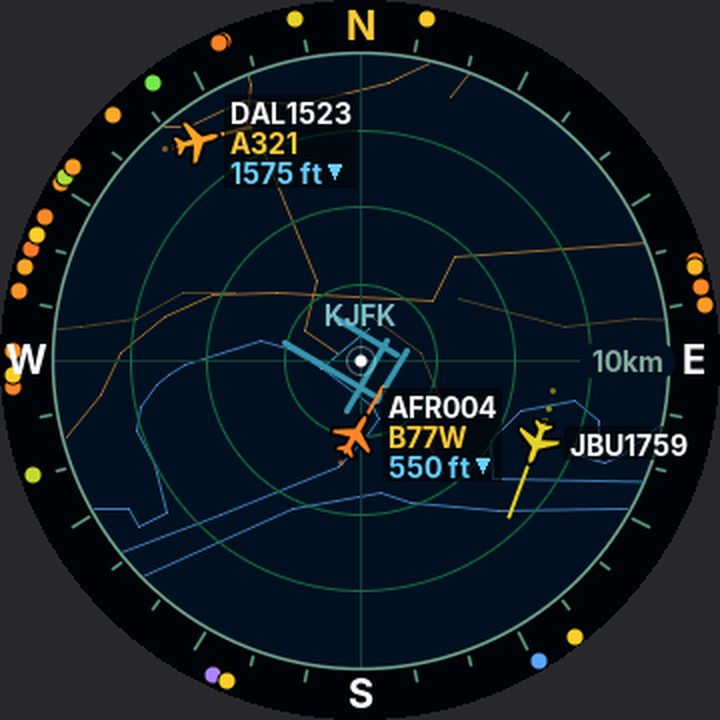 N
DAL1523
A321
1575 ft ▼
KJFK
W
10km
E
AFR004
B77W
550 ft ▼
JBU1759
S